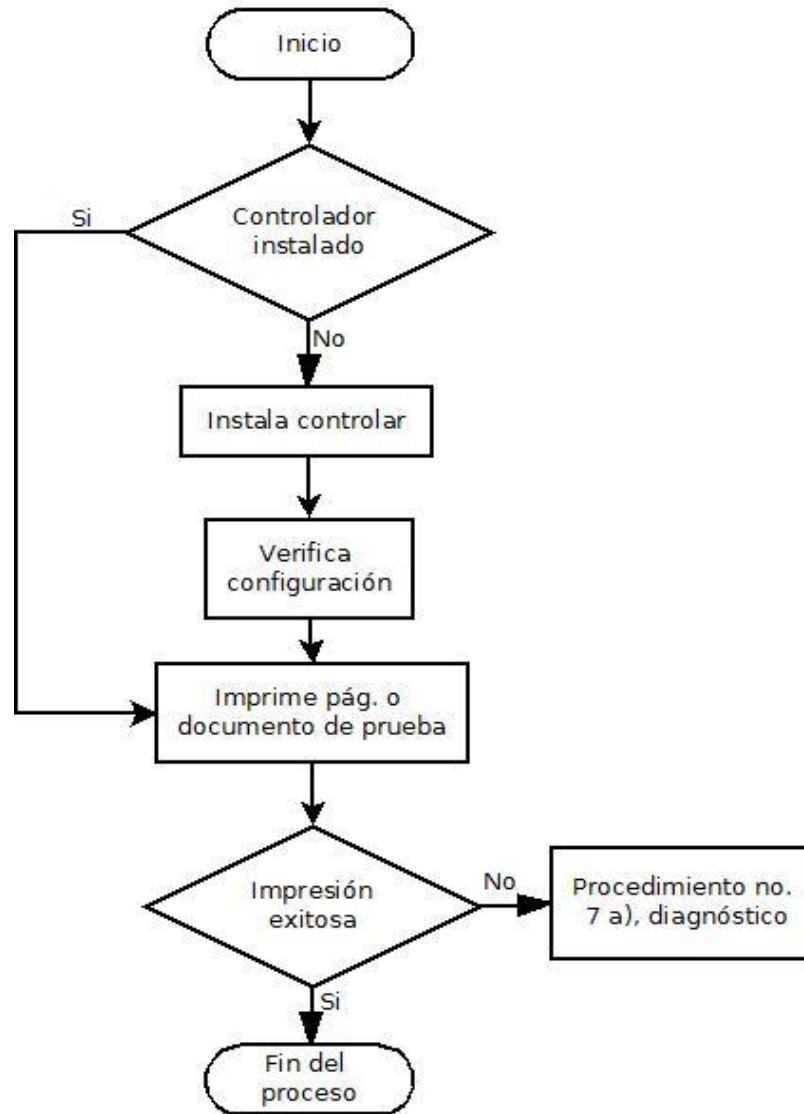 Inicio
Controlador
instalado
Si
No
Instala controlar
Verifica
configuración
Imprime pág. o
documento de prueba
Impresión
exitosa
No
Procedimiento no.
7 a), diagnóstico
Si
Fin del
proceso